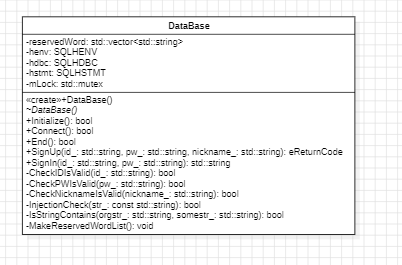 DataBase
-reservedWord: std::vector<std::string>
-henv: SQLHENV
-hdbc: SQLHDBC
-hstmt: SQLHSTMT
-mLock: std::mutex
«create»+DataBase()
~DataBase()
+Initialize(): bool
+Connect(): bool
+End(): bool
+SignUp(id_: std::string, pw_: std::string, nickname_: std::string): eReturnCode
+SignIn(id_: std::string, pw_: std::string): std::string
-CheckIDIsValid(id_: std::string): bool
-CheckPWIsValid(pw_: std::string): bool
-CheckNicknameIsValid(nickname_: std::string): bool
-InjectionCheck(str_: const std::string): bool
-IsStringContains(orgstr_: std::string, somestr_: std::string): bool
-MakeReservedWordList(): void